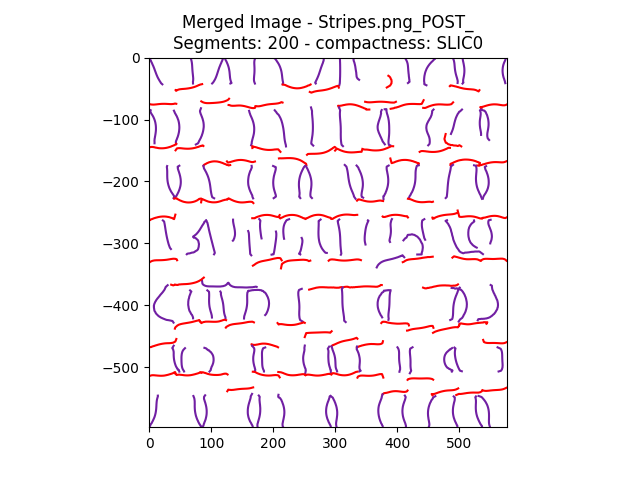 Merged Image - Stripes.png_POST_
Segments: 200 - compactness: SLIC0
0
−100
−200
−300
−400
−500
0 100 200 300 400 500